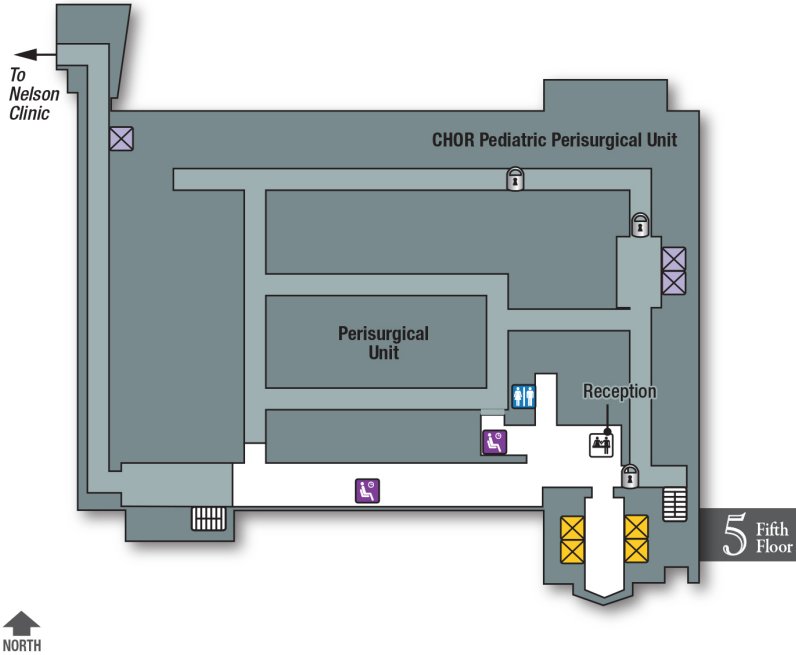 To
Nelson
Clinic
CHOR Pediatric Perisurgical Unit
Perisurgical
Unit
Reception
5 Fifth
Floor
NORTH